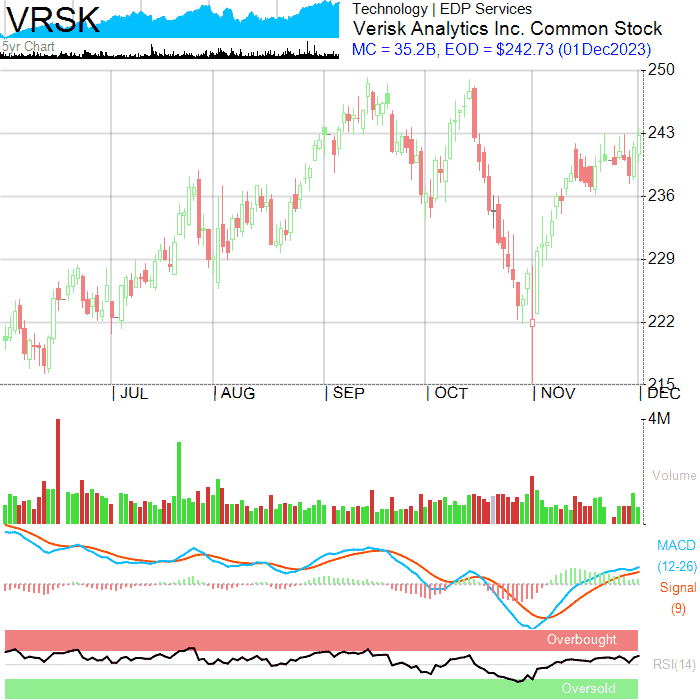 VRSK
5yr Chart
Technology | EDP Services
Verisk Analytics Inc. Common Stock
MC = 35.2B, EOD = $242.73 (01Dec2023)
250
243
236
229
222
215
JUL AUG SEP OCT NOV DEC
4M
Volume
MACD
(12-26)
Signal
(9)
Overbought
RSI(14)
Oversold